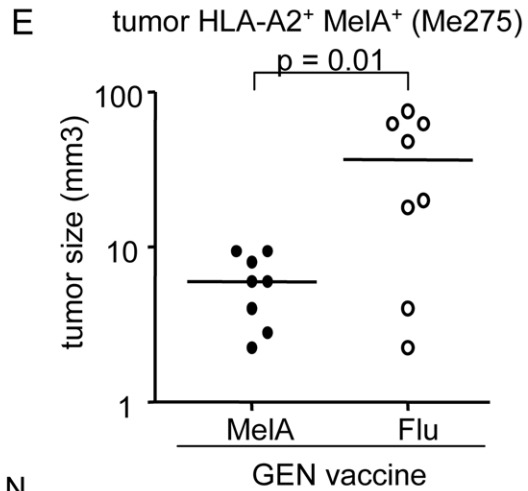 E
tumor HLA-A2⁺ MelA⁺ (Me275)
p = 0.01
tumor size (mm3)
100
10
1
MelA Flu
GEN vaccine
N